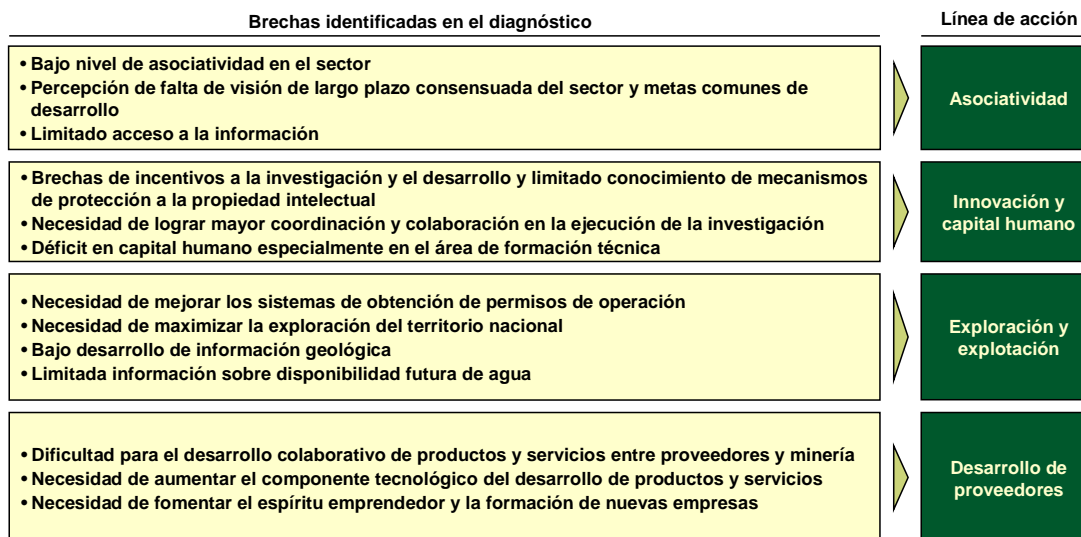 Brechas identificadas en el diagnóstico
Línea de acción
• Bajo nivel de asociatividad en el sector
• Percepción de falta de visión de largo plazo consensuada del sector y metas comunes de
desarrollo
• Limitado acceso a la información
Asociatividad
• Brechas de incentivos a la investigación y el desarrollo y limitado conocimiento de mecanismos
de protección a la propiedad intelectual
• Necesidad de lograr mayor coordinación y colaboración en la ejecución de la investigación
• Déficit en capital humano especialmente en el área de formación técnica
Innovación y
capital humano
• Necesidad de mejorar los sistemas de obtención de permisos de operación
• Necesidad de maximizar la exploración del territorio nacional
• Bajo desarrollo de información geológica
• Limitada información sobre disponibilidad futura de agua
Exploración y
explotación
• Dificultad para el desarrollo colaborativo de productos y servicios entre proveedores y minería
• Necesidad de aumentar el componente tecnológico del desarrollo de productos y servicios
• Necesidad de fomentar el espíritu emprendedor y la formación de nuevas empresas
Desarrollo de
proveedores